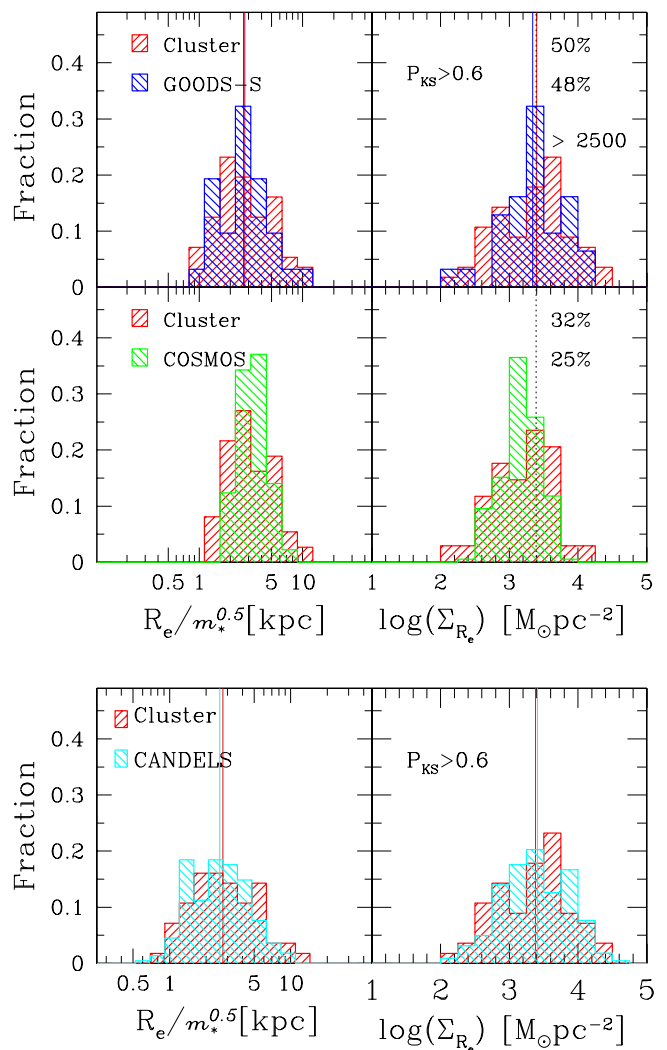 Cluster
GOODS-S
Fraction
0.4
0.3
0.2
0.1
0
P_KS>0.6
50%
48%
> 2500
Cluster
COSMOS
Fraction
0.4
0.3
0.2
0.1
0
32%
25%
0.5 1 5 10
1 2 3 4 5
R_e/m_*^0.5[kpc]
log(Σ_R_e) [M_⊙pc^-2]
Cluster
CANDELS
Fraction
0.4
0.3
0.2
0.1
0
P_KS>0.6
0.5 1 5 10
1 2 3 4 5
R_e/m_*^0.5[kpc]
log(Σ_R_e) [M_⊙pc^-2]